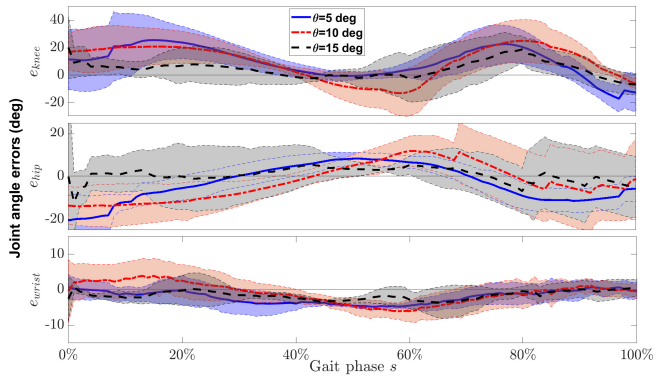 θ=5 deg
θ=10 deg
θ=15 deg
40
20
0
-20
e_knee
20
0
-20
e_hip
10
0
-10
e_wrist
Joint angle errors (deg)
0% 20% 40% 60% 80% 100%
Gait phase s